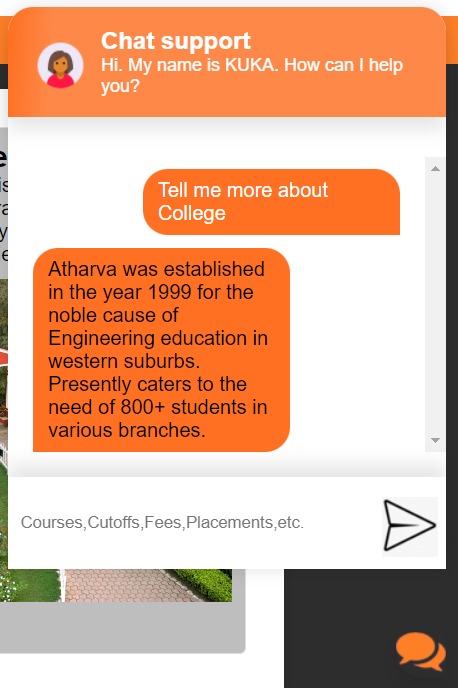 Chat support
Hi. My name is KUKA. How can I help
you?
Tell me more about
College
Atharva was established
in the year 1999 for the
noble cause of
Engineering education in
western suburbs.
Presently caters to the
need of 800+ students in
various branches.
Courses,Cutoffs,Fees,Placements,etc.